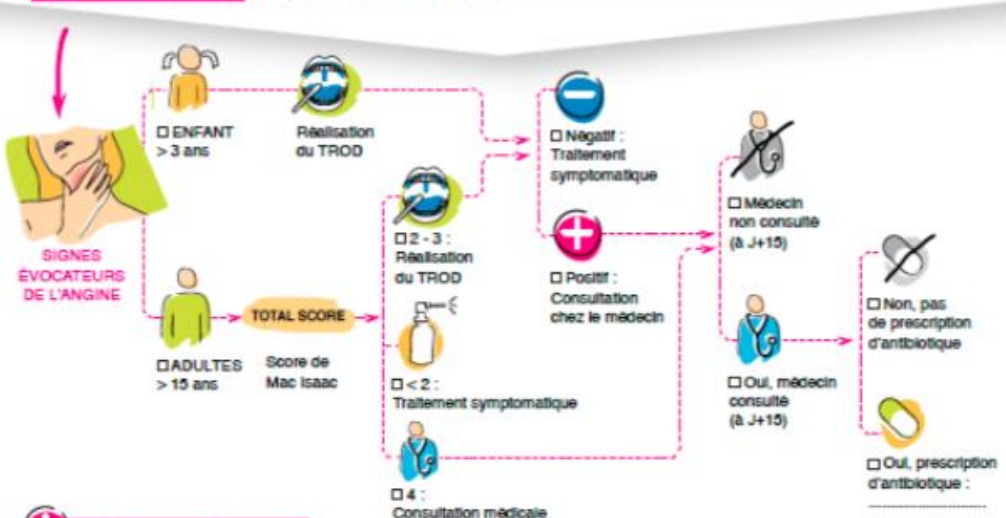 SIGNES
ÉVOCATEURS
DE L'ANGINE
☐ ENFANT
> 3 ans
Réalisation
du TROD
☐ ADULTES
> 15 ans
TOTAL SCORE
Score de
Mac Isaac
☐ 2 - 3 :
Réalisation
du TROD
☐ < 2 :
Traitement symptomatique
☐ 4 :
Consultation médicale
☐ Négatif :
Traitement
symptomatique
☐ Positif :
Consultation
chez le médecin
☐ Médecin
non consulté
(à J+15)
☐ Oui, médecin
consulté
(à J+15)
☐ Non, pas
de prescription
d'antibiotique
☐ Oui, prescription
d'antibiotique :